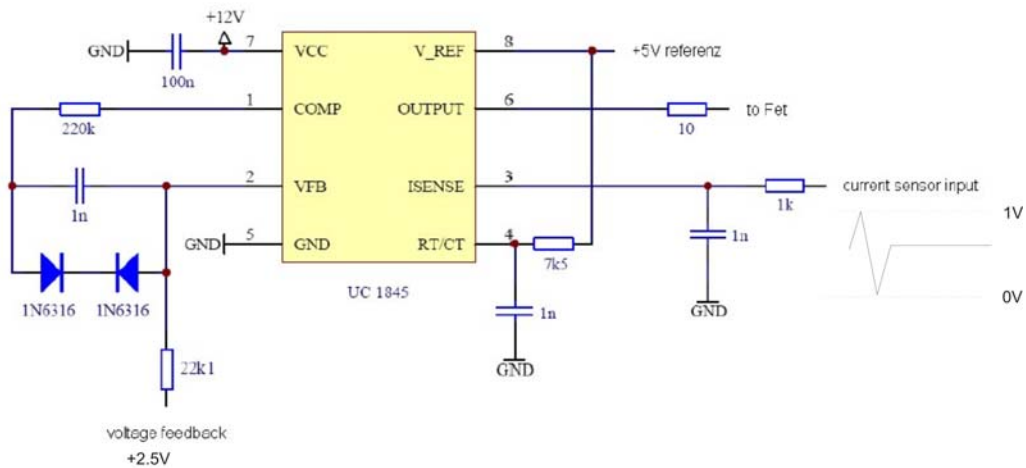 +12V
GND
100n
7
VCC
V_REF
8
+5V referenz
1
COMP
OUTPUT
6
10
to Fet
220k
2
VFB
ISENSE
3
1k
current sensor input
1n
1V
0V
GND
5
GND
RT/CT
4
7k5
1n
GND
1n
GND
UC 1845
1N6316
1N6316
22k1
voltage feedback
+2.5V